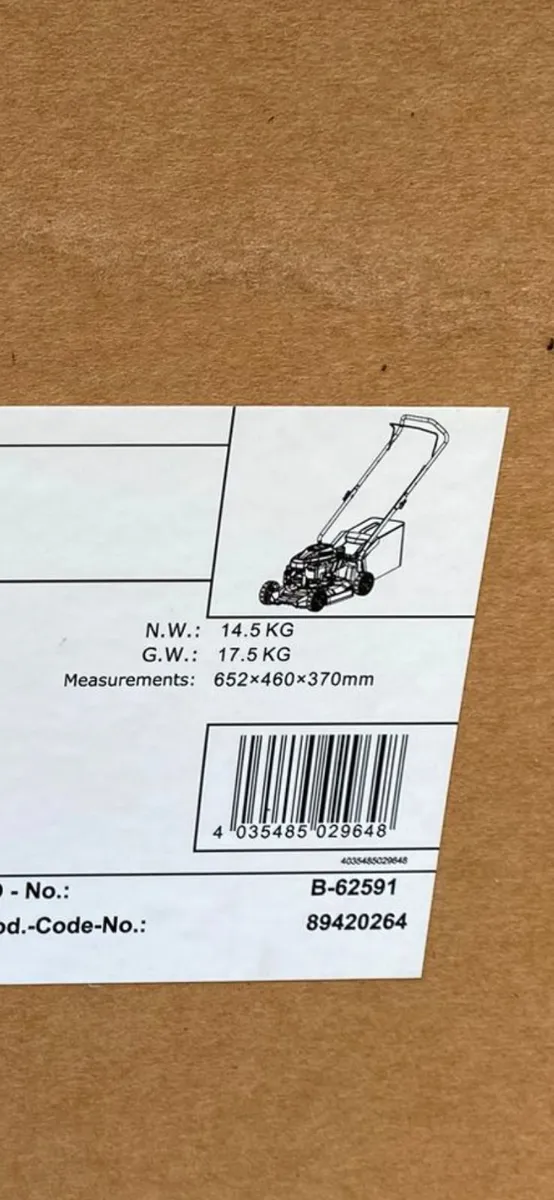 N.W.: 14.5 KG
G.W.: 17.5 KG
Measurements: 652×460×370mm
4 035485 029648
4035485029648
- No.: B-62591
od.-Code-No.: 89420264